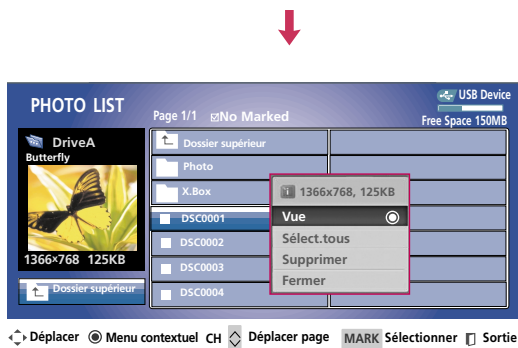 PHOTO LIST
Page 1/1 ☑No Marked
USB Device
Free Space 150MB
DriveA
Butterfly
1366×768 125KB
Dossier supérieur
Dossier supérieur
Photo
X.Box
DSC0001
DSC0002
DSC0003
DSC0004
1366x768, 125KB
Vue
Sélect.tous
Supprimer
Fermer
Déplacer Menu contextuel CH Déplacer page MARK Sélectionner Sortie